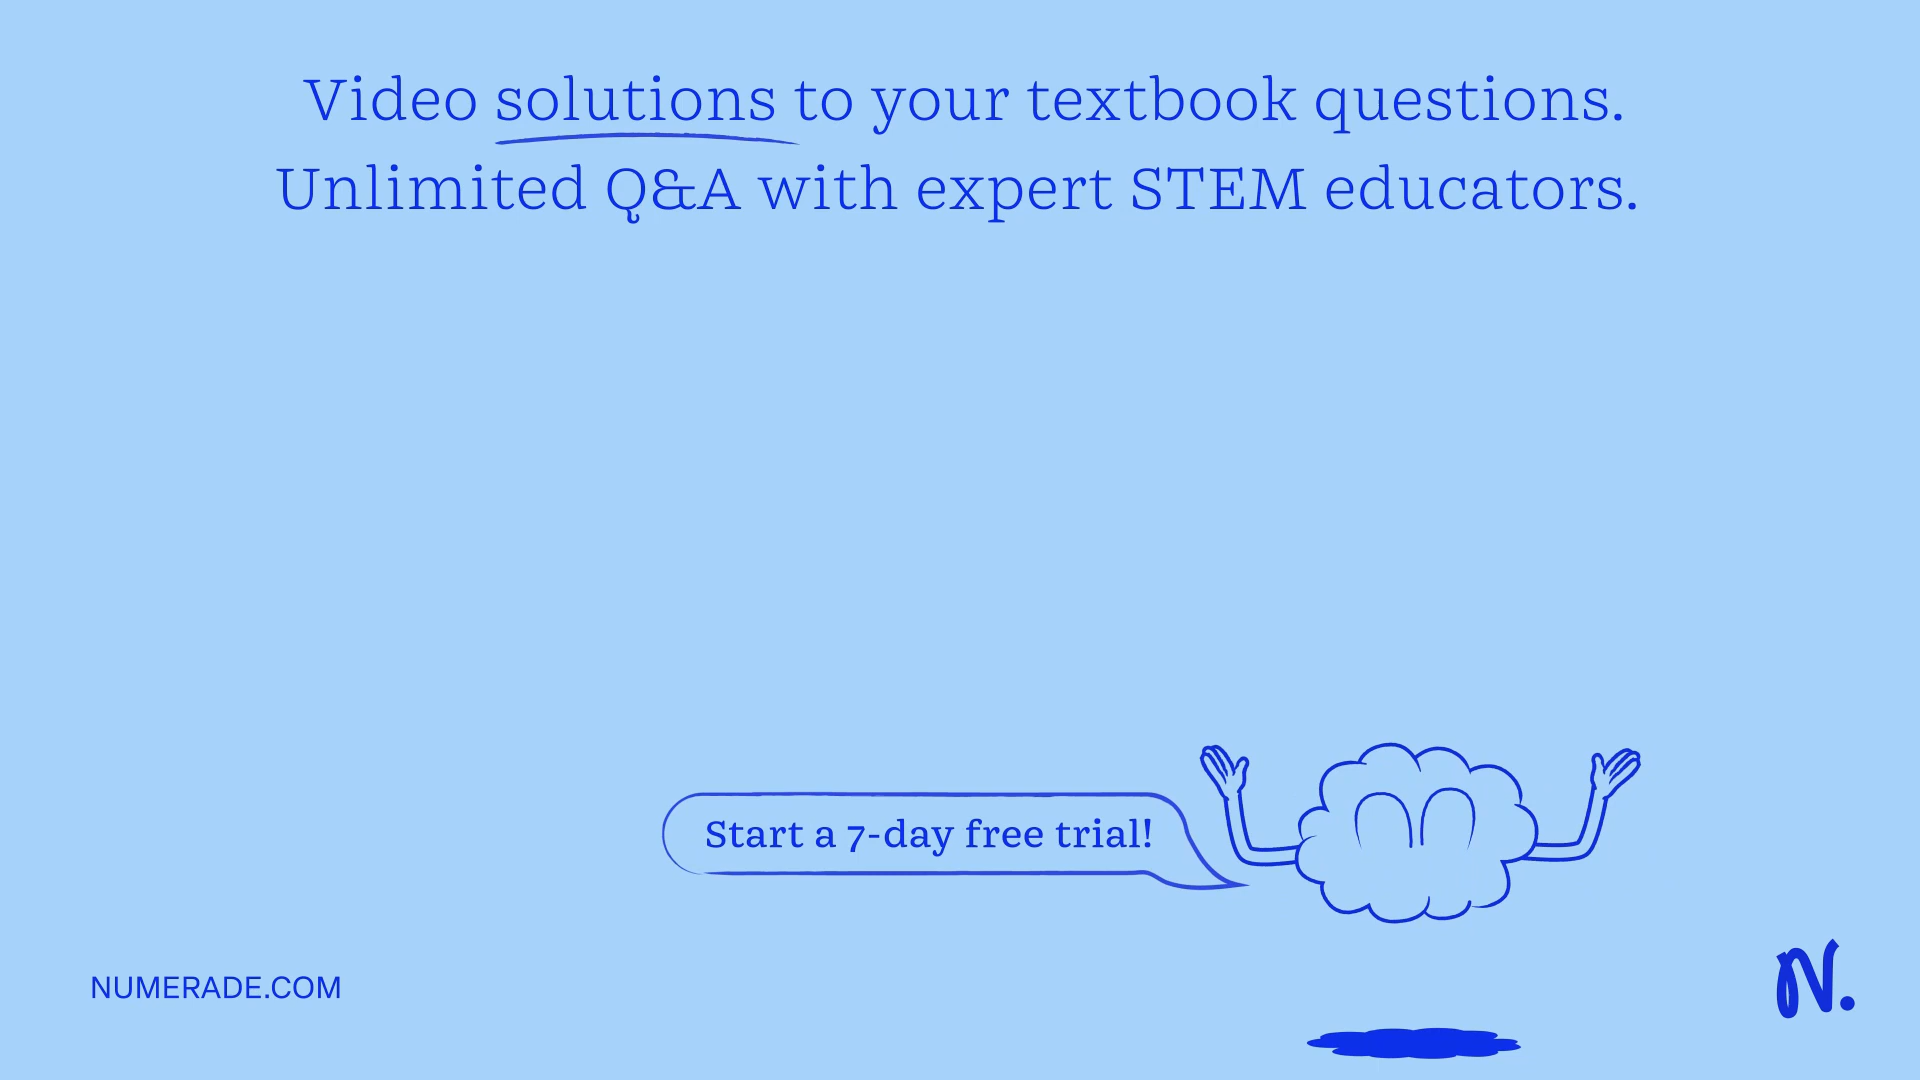 Video solutions to your textbook questions.
Unlimited Q&A with expert STEM educators.
Start a 7-day free trial!
NUMERADE.COM
N.